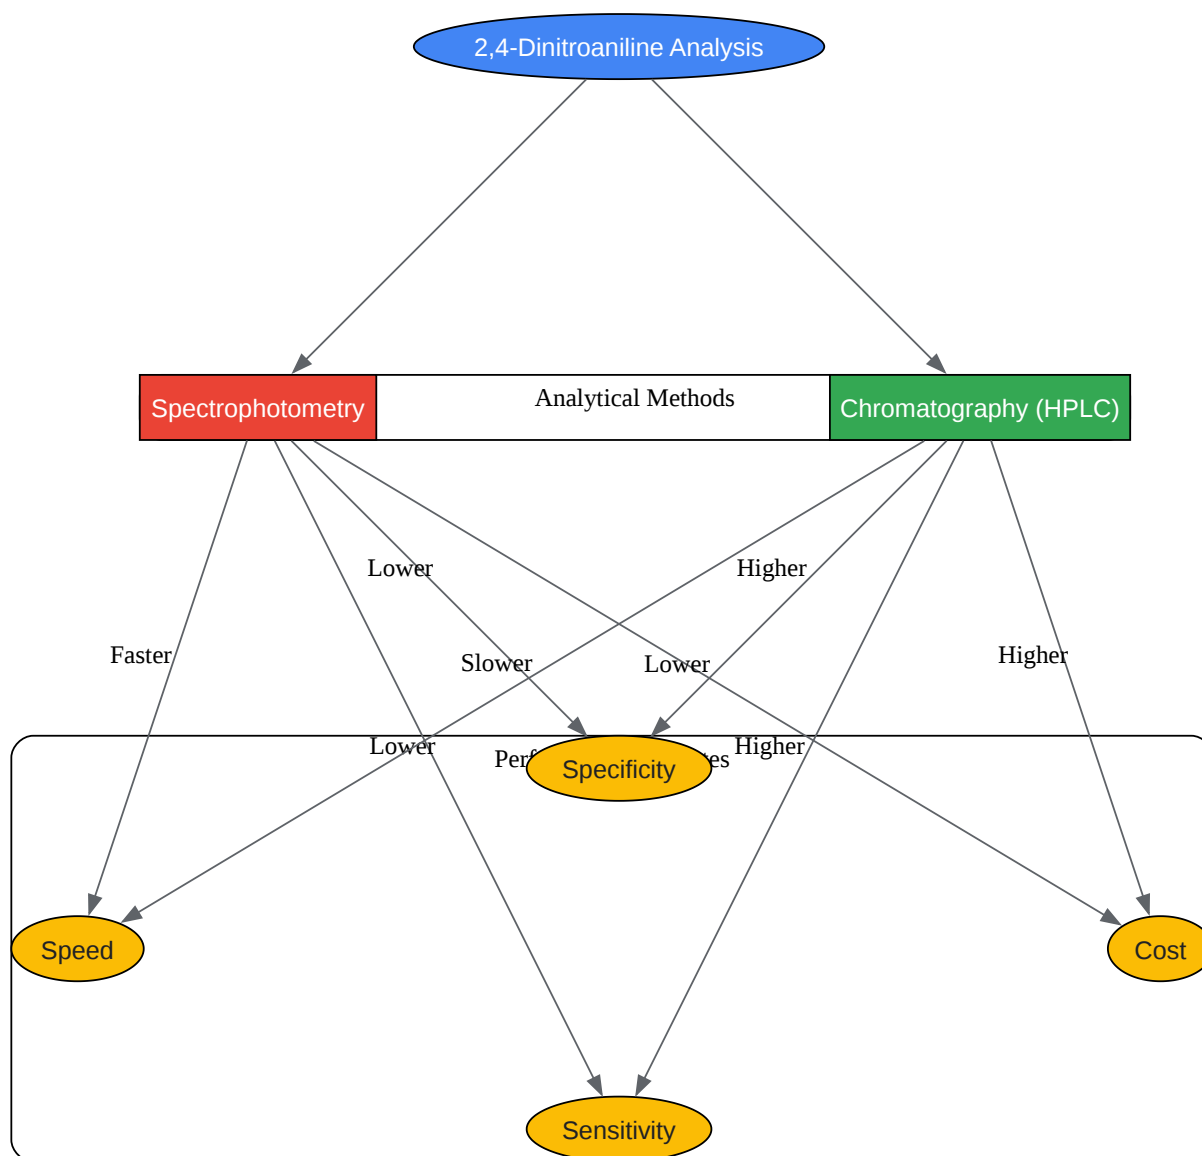 2,4-Dinitroaniline Analysis
Spectrophotometry
Analytical Methods
Chromatography (HPLC)
Lower
Higher
Faster
Slower
Lower
Higher
Lower
Higher
Specificity
Speed
Cost
Sensitivity